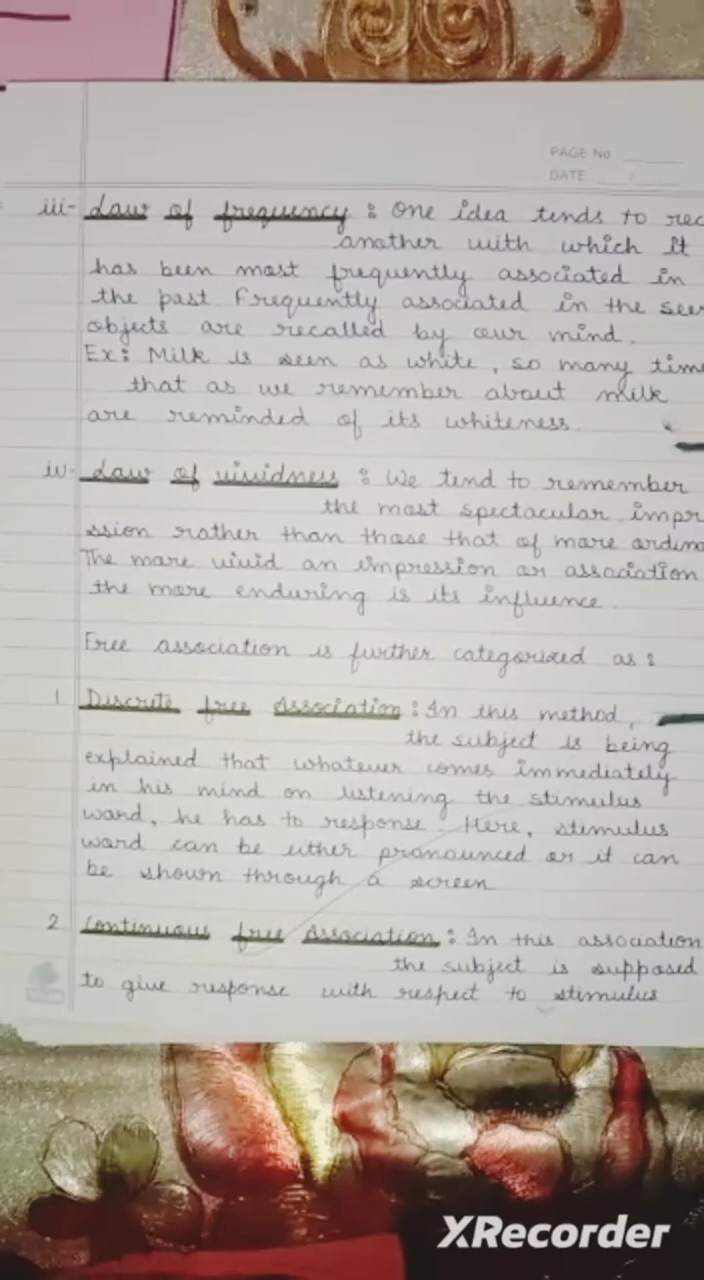 PAGE No
DATE
iii- Law of frequency : One idea tends to rec
another with which it
has been most frequently associated in
the past Frequently associated in the seen
objects are recalled by our mind.
Ex: Milk is seen as white, so many time
that as we remember about milk
are reminded of its whiteness.
iv- Law of vividness : We tend to remember
the most spectacular impr
ssion rather than those that of more ordina
The more vivid an impression or association
the more enduring is its influence.
Free association is further categorized as :
1 Discrete free Association : In this method,
the subject is being
explained that whatever comes immediately
in his mind on listening the stimulus
word, he has to response. Here, stimulus
word can be either pronounced or it can
be shown through a screen
2 Continuous free Association : In this association
the subject is supposed
to give response with respect to stimulus
XRecorder